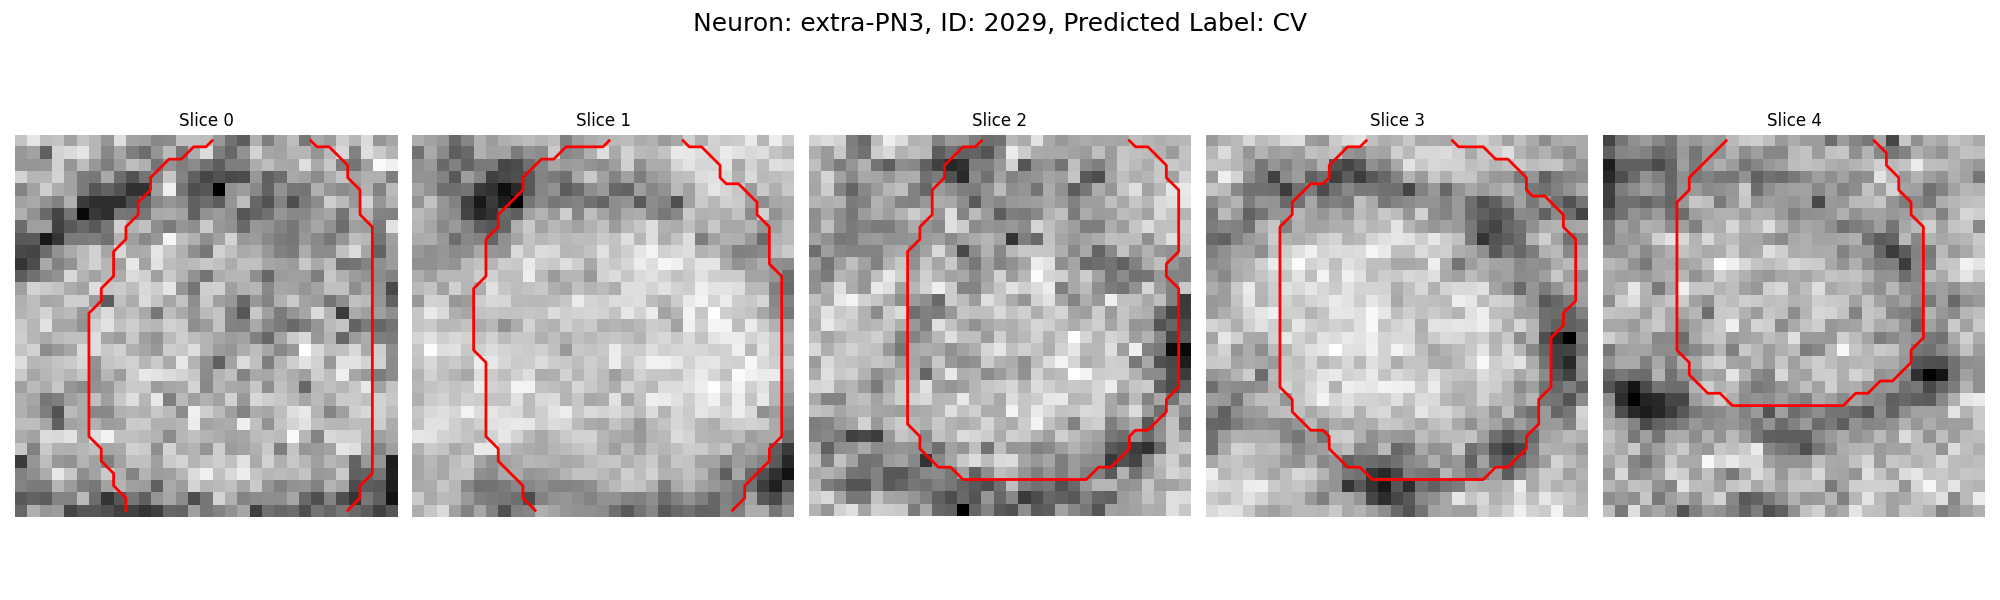 Neuron: extra-PN3, ID: 2029, Predicted Label: CV
Slice 0
Slice 1
Slice 2
Slice 3
Slice 4